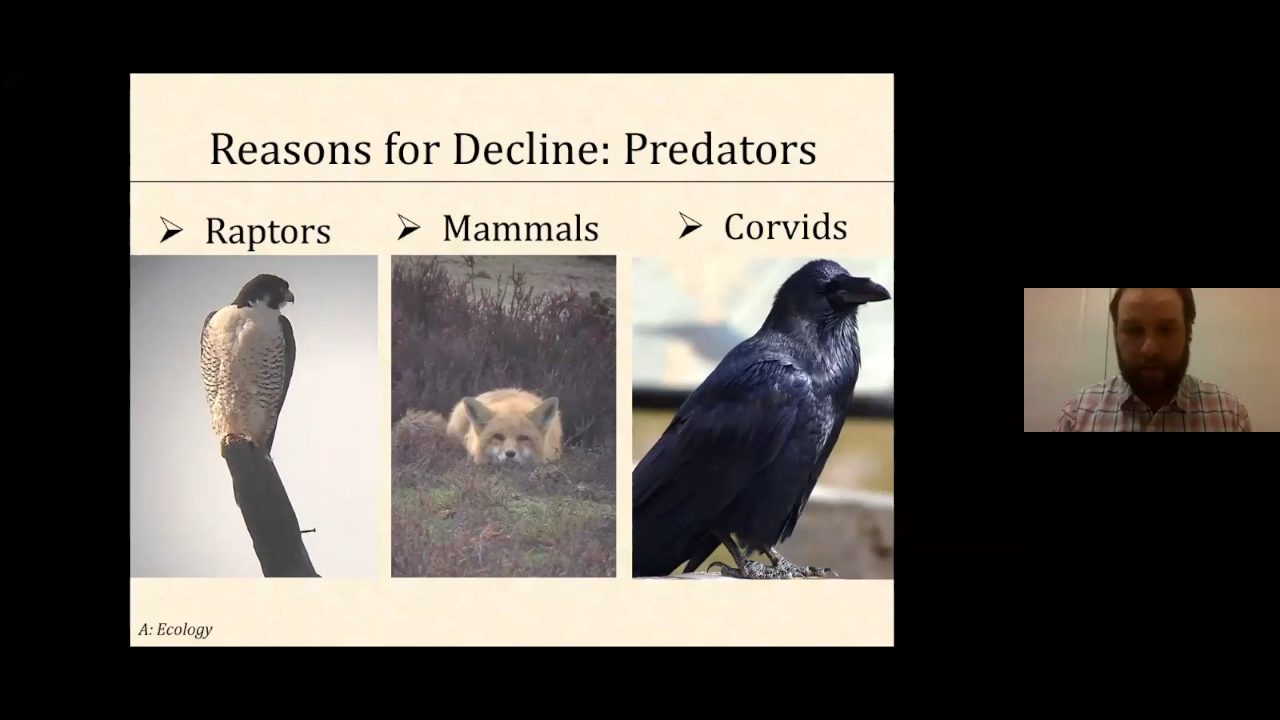 Reasons for Decline: Predators
➢ Raptors
➢ Mammals
➢ Corvids
A: Ecology